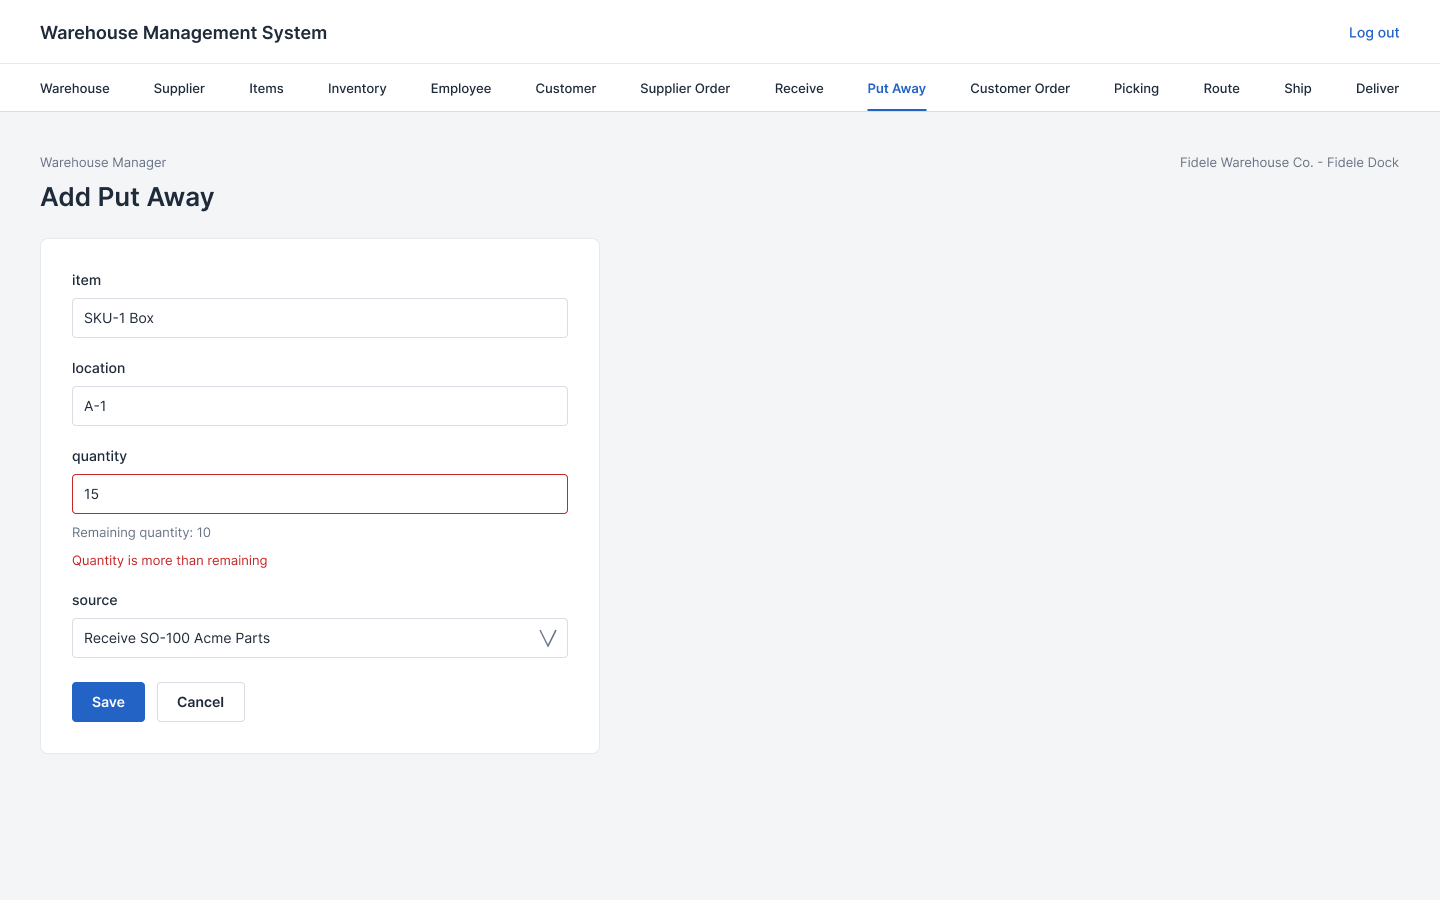 Warehouse Management System
Log out
Warehouse Supplier Items Inventory Employee Customer Supplier Order Receive Put Away Customer Order Picking Route Ship Deliver
Warehouse Manager
Fidele Warehouse Co. - Fidele Dock
Add Put Away
item
SKU-1 Box
location
A-1
quantity
15
Remaining quantity: 10
Quantity is more than remaining
source
Receive SO-100 Acme Parts
Save Cancel